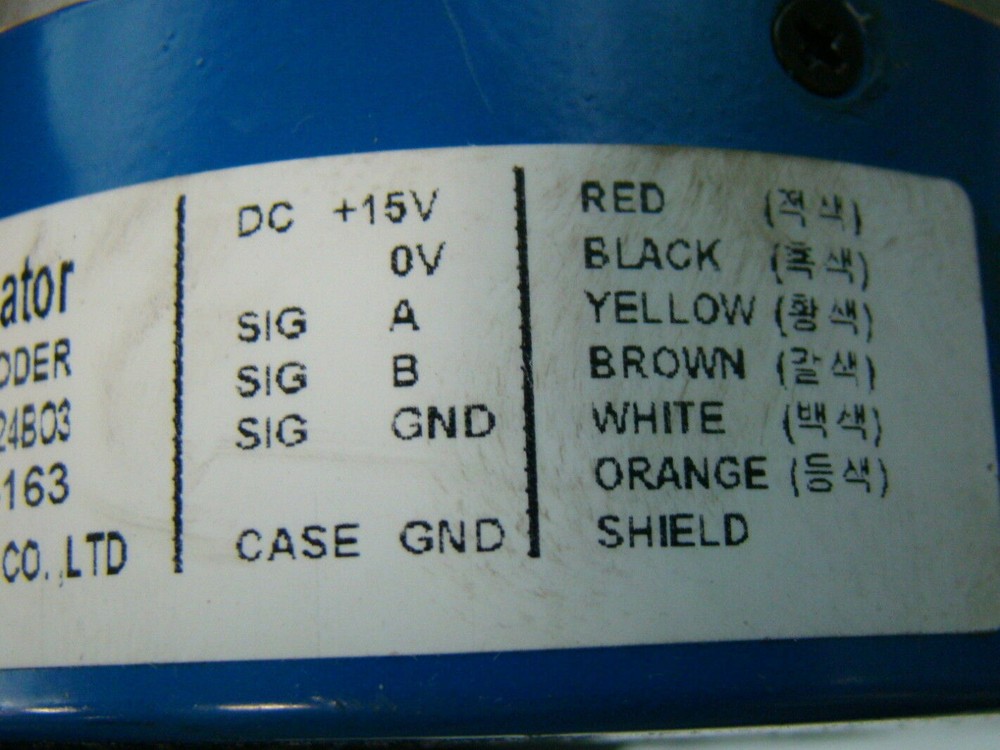 ator
DC +15V RED (적색)
0V BLACK (흑색)
SIG A YELLOW (황색)
ODER SIG B BROWN (갈색)
24B03 SIG GND WHITE (백색)
163 ORANGE (등색)
CO.,LTD CASE GND SHIELD